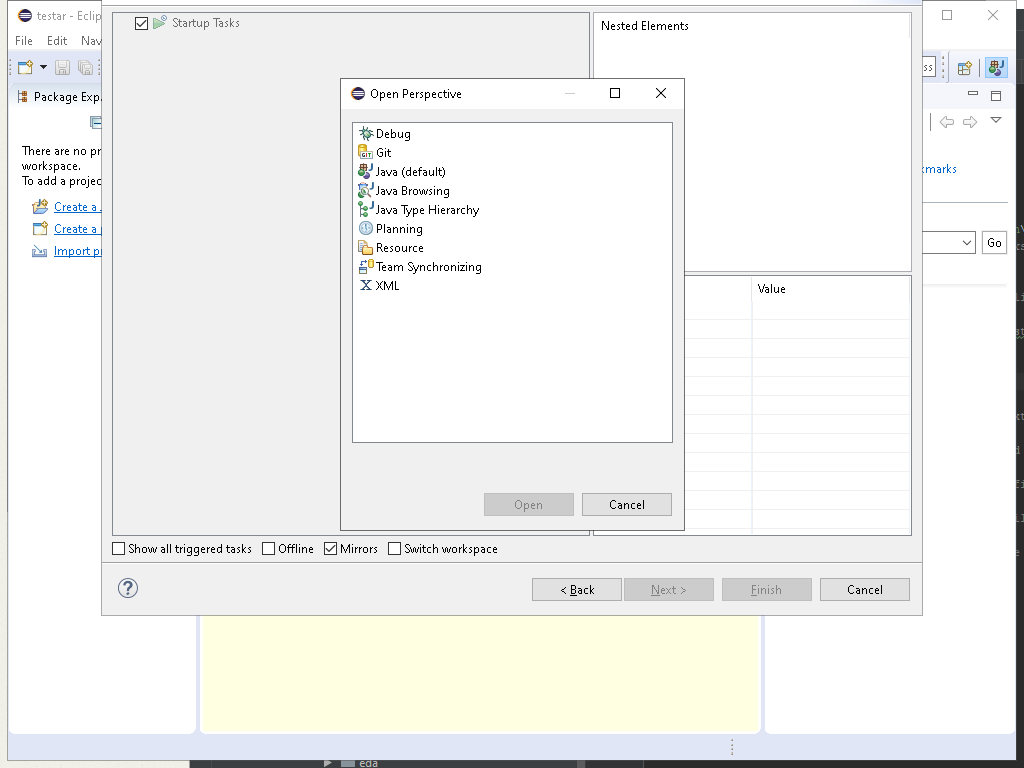 testar - Eclip
File Edit Nav
Startup Tasks
Nested Elements
Package Exp
There are no pr
workspace.
To add a projec
Create a
Create a
Import p
Open Perspective
Debug
Git
GIT
Java (default)
Java Browsing
Java Type Hierarchy
Planning
Resource
Team Synchronizing
X XML
Open
Cancel
Value
ss
kmarks
Go
Show all triggered tasks
Offline
Mirrors
Switch workspace
?
< Back
Next >
Finish
Cancel
eda